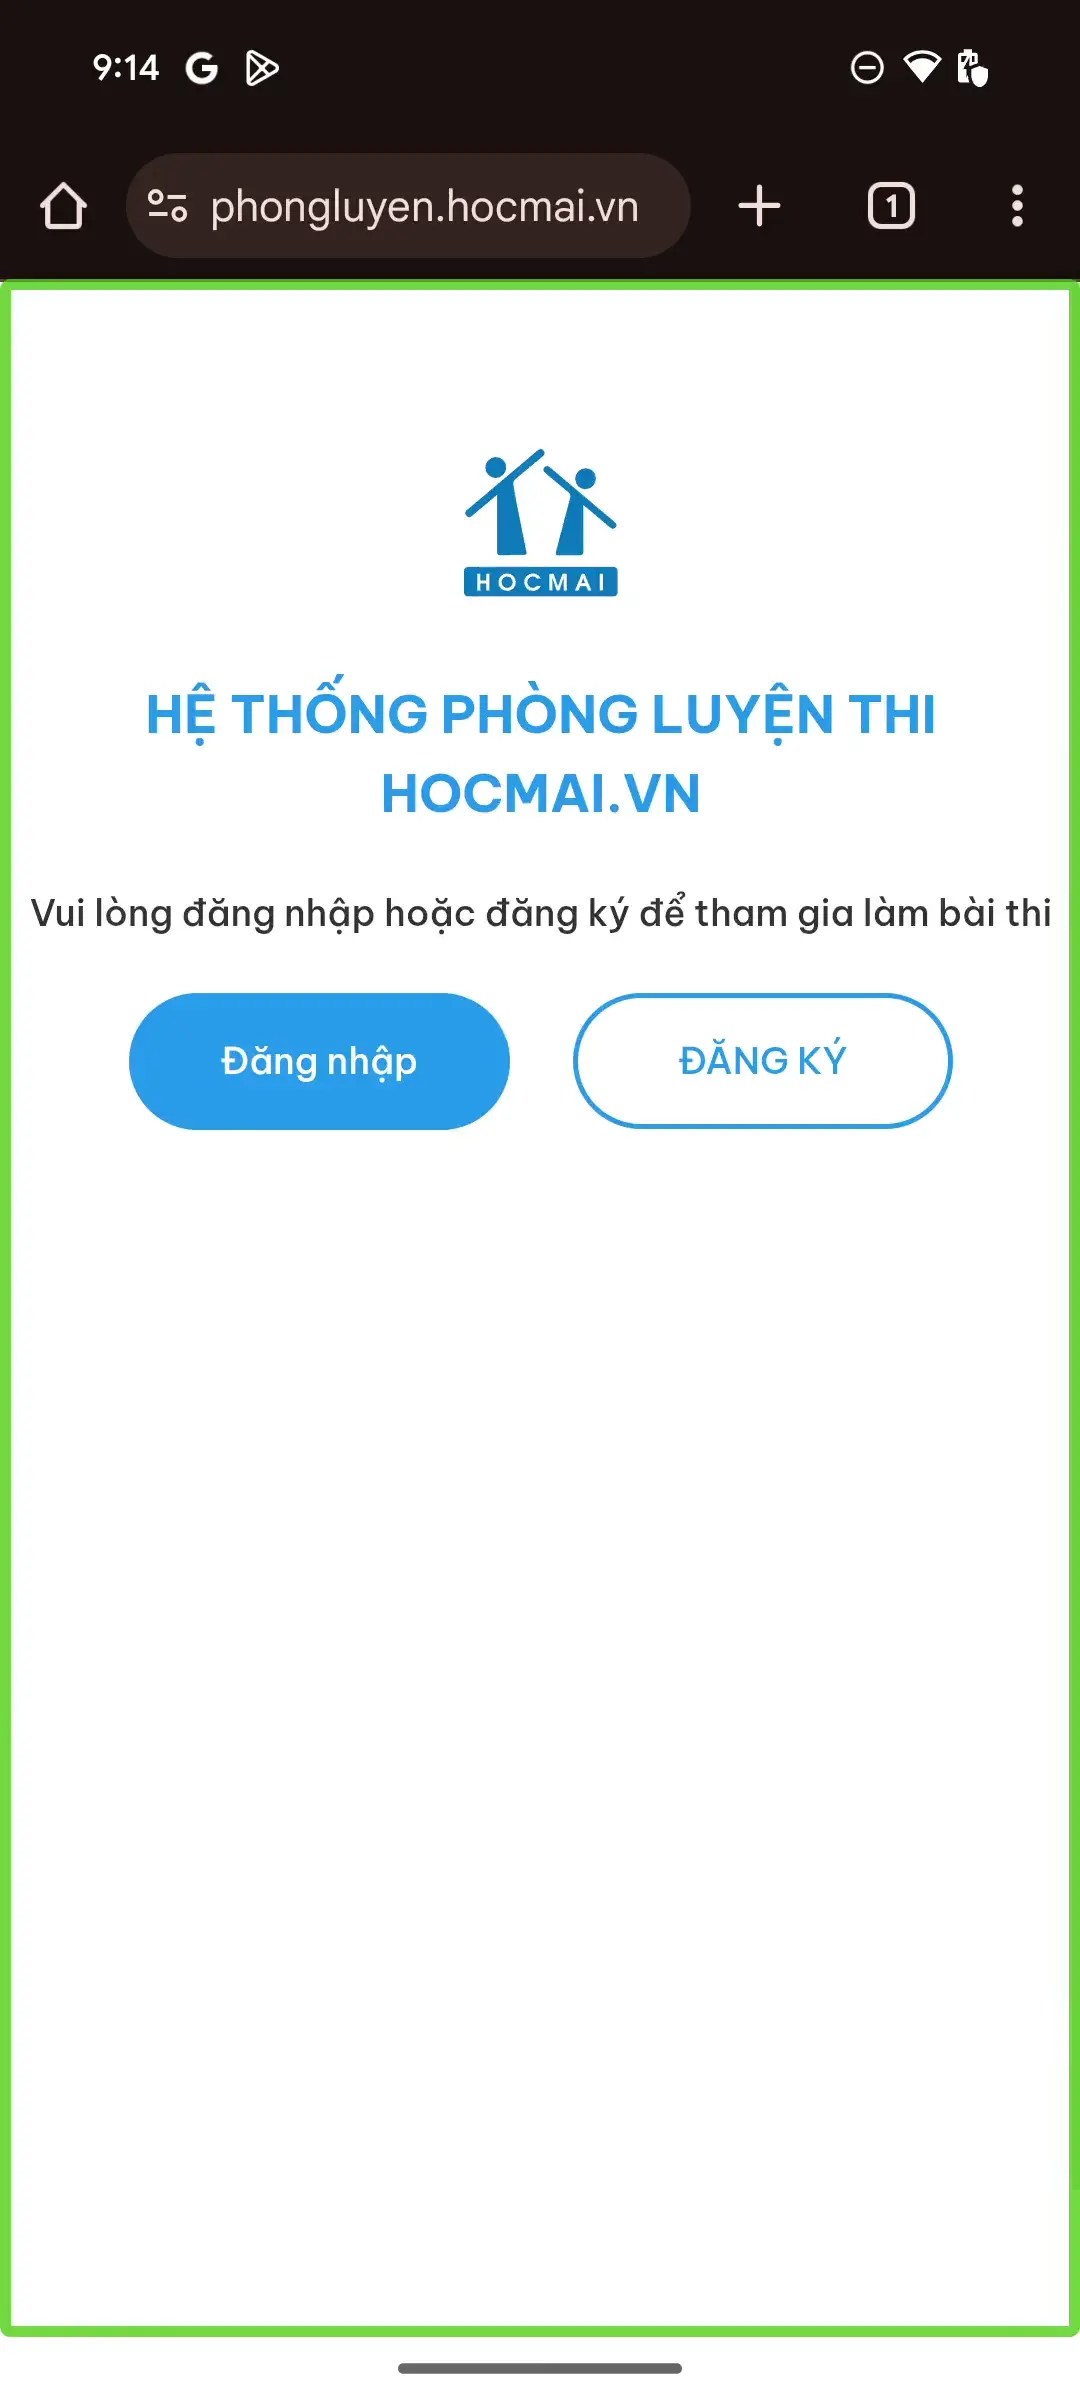 9:14
phongluyen.hocmai.vn
1
HOCMAI
HỆ THỐNG PHÒNG LUYỆN THI
HOCMAI.VN
Vui lòng đăng nhập hoặc đăng ký để tham gia làm bài thi
Đăng nhập
ĐĂNG KÝ